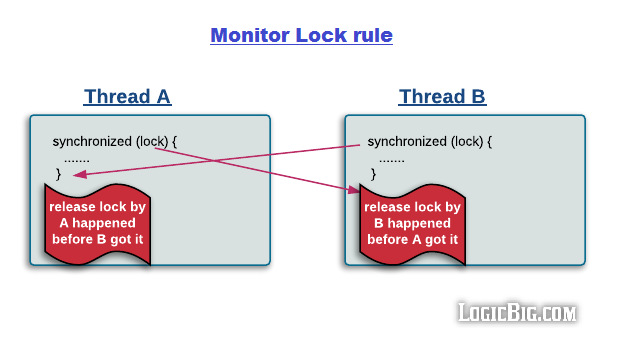 Monitor Lock rule
Thread A
synchronized (lock) {
.......
}
release lock by
A happened
before B got it
Thread B
synchronized (lock) {
.......
}
release lock by
B happened
before A got it
LogicBig.com